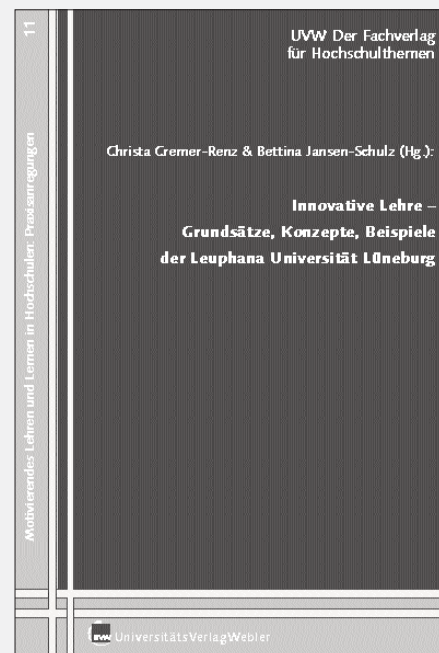 11
Motivierendes Lehren und Lernen in Hochschulen: Praxisanregungen
UVW Der Fachverlag
für Hochschulthemen
Christa Cremer-Renz & Bettina Jansen-Schulz (Hg.):
Innovative Lehre –
Grundsätze, Konzepte, Beispiele
der Leuphana Universität Lüneburg
UVW UniversitätsVerlagWebler